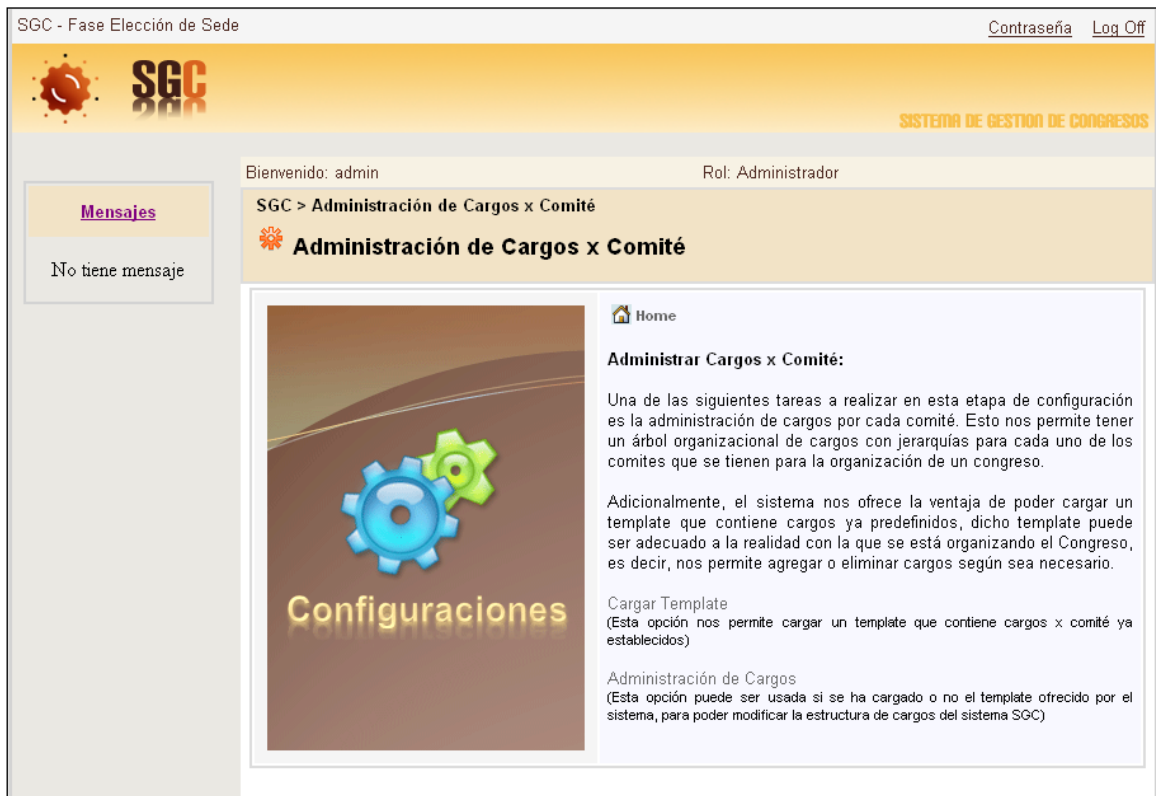 SGC - Fase Elección de Sede
Contraseña Log Off
SGC
SISTEMA DE GESTION DE CONGRESOS
Bienvenido: admin Rol: Administrador
Mensajes
No tiene mensaje
SGC > Administración de Cargos x Comité
Administración de Cargos x Comité
Configuraciones
Home
Administrar Cargos x Comité:
Una de las siguientes tareas a realizar en esta etapa de configuración
es la administración de cargos por cada comité. Esto nos permite tener
un árbol organizacional de cargos con jerarquías para cada uno de los
comites que se tienen para la organización de un congreso.
Adicionalmente, el sistema nos ofrece la ventaja de poder cargar un
template que contiene cargos ya predefinidos, dicho template puede
ser adecuado a la realidad con la que se está organizando el Congreso,
es decir, nos permite agregar o eliminar cargos según sea necesario.
Cargar Template
(Esta opción nos permite cargar un template que contiene cargos x comité ya
establecidos)
Administración de Cargos
(Esta opción puede ser usada si se ha cargado o no el template ofrecido por el
sistema, para poder modificar la estructura de cargos del sistema SGC)